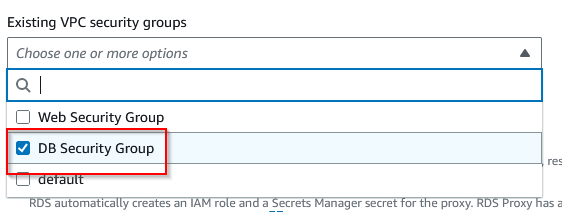 Existing VPC security groups
Choose one or more options
Web Security Group
DB Security Group
, res
default
RDS automatically creates an IAM role and a Secrets Manager secret for the proxy. RDS Proxy has a